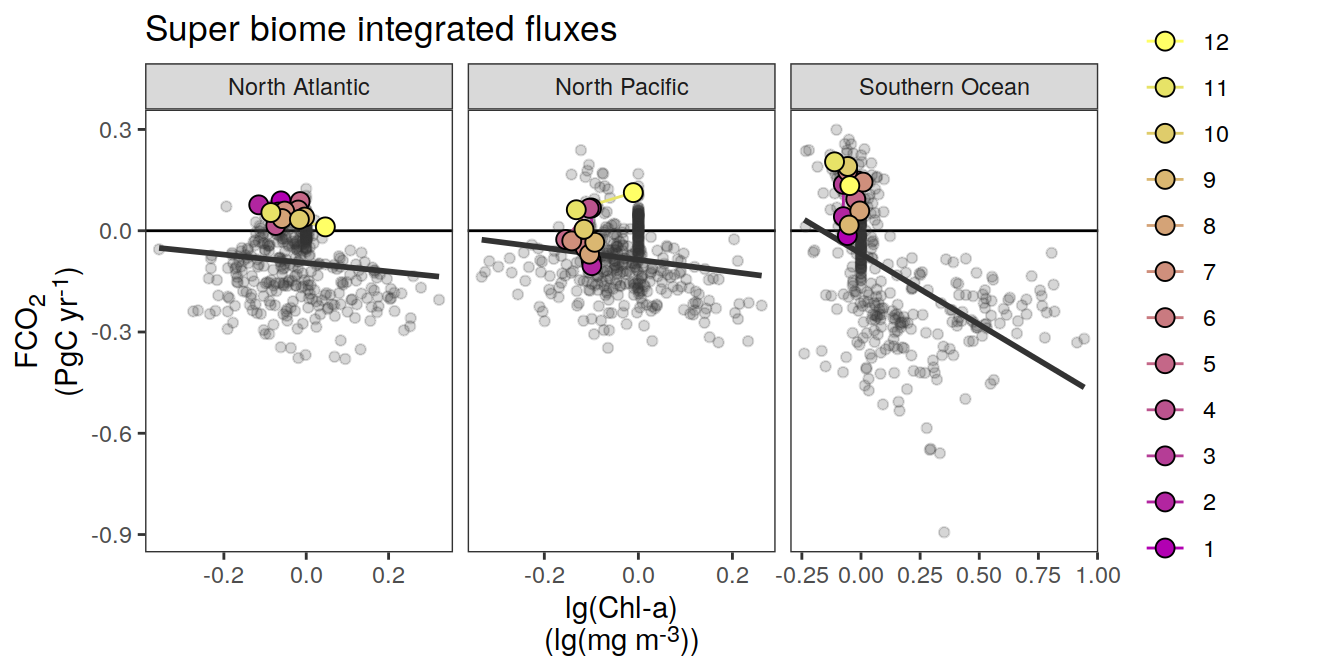 Super biome integrated fluxes
North Atlantic
North Pacific
Southern Ocean
0.3
0.0
-0.3
-0.6
-0.9
FCO₂
(PgC yr⁻¹)
-0.2 0.0 0.2
-0.2 0.0 0.2
-0.25 0.00 0.25 0.50 0.75 1.00
lg(Chl-a)
(lg(mg m⁻³))
12
11
10
9
8
7
6
5
4
3
2
1